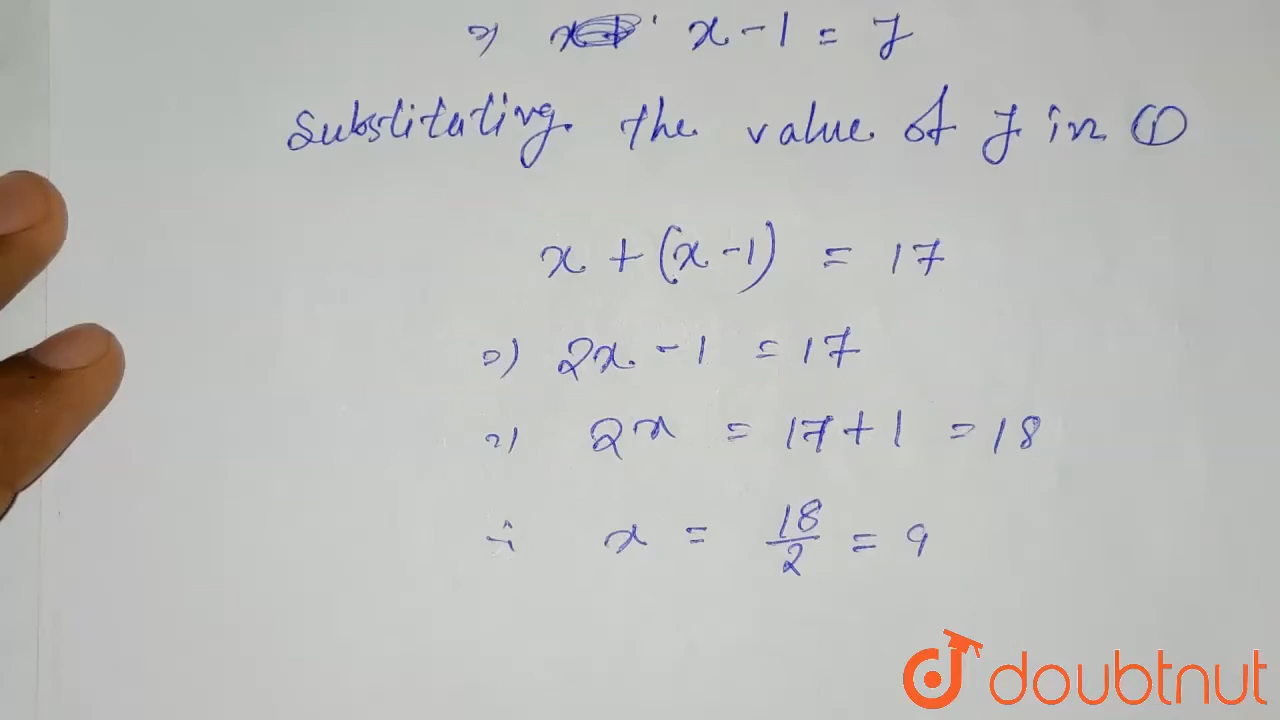 ⇒ x - 1 = y
Substituting the value of y in ①
x + (x - 1) = 17
⇒ 2x - 1 = 17
⇒ 2x = 17 + 1 = 18
∴ x = 18/2 = 9
doubtnut